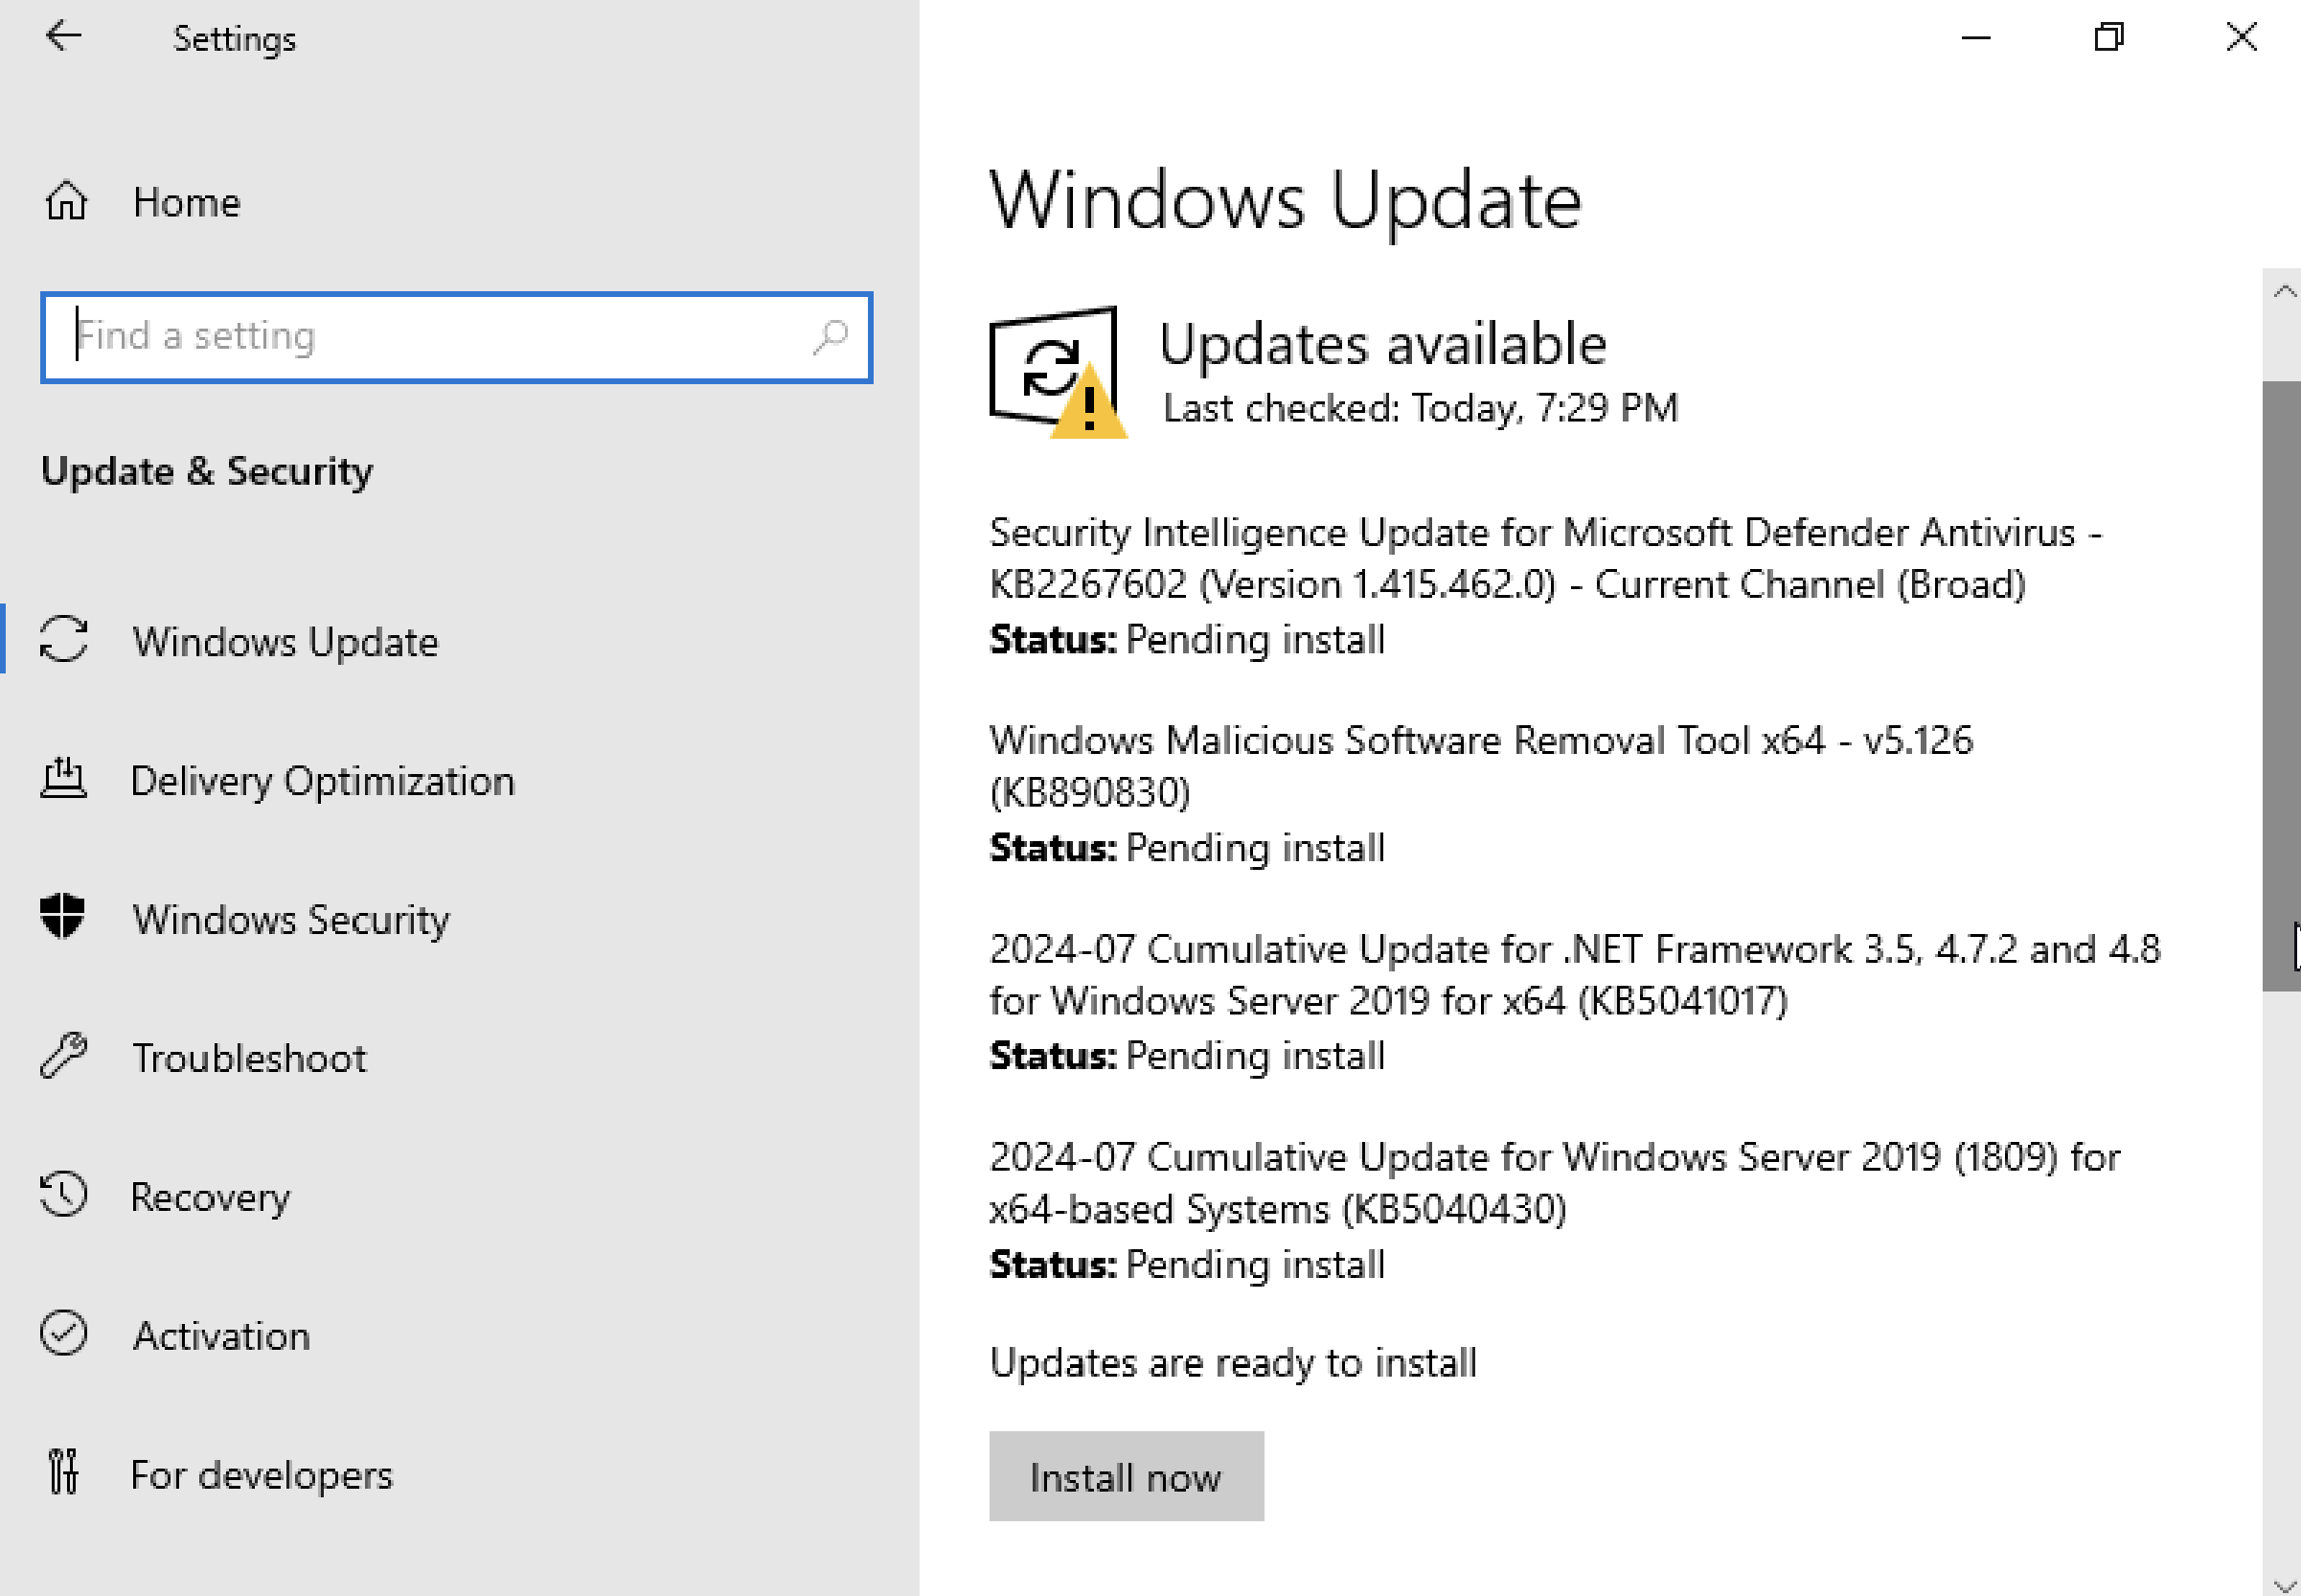 Settings
Home
Find a setting
Update & Security
Windows Update
Delivery Optimization
Windows Security
Troubleshoot
Recovery
Activation
For developers
Windows Update
Updates available
Last checked: Today, 7:29 PM
Security Intelligence Update for Microsoft Defender Antivirus -
KB2267602 (Version 1.415.462.0) - Current Channel (Broad)
Status: Pending install
Windows Malicious Software Removal Tool x64 - v5.126
(KB890830)
Status: Pending install
2024-07 Cumulative Update for .NET Framework 3.5, 4.7.2 and 4.8
for Windows Server 2019 for x64 (KB5041017)
Status: Pending install
2024-07 Cumulative Update for Windows Server 2019 (1809) for
x64-based Systems (KB5040430)
Status: Pending install
Updates are ready to install
Install now